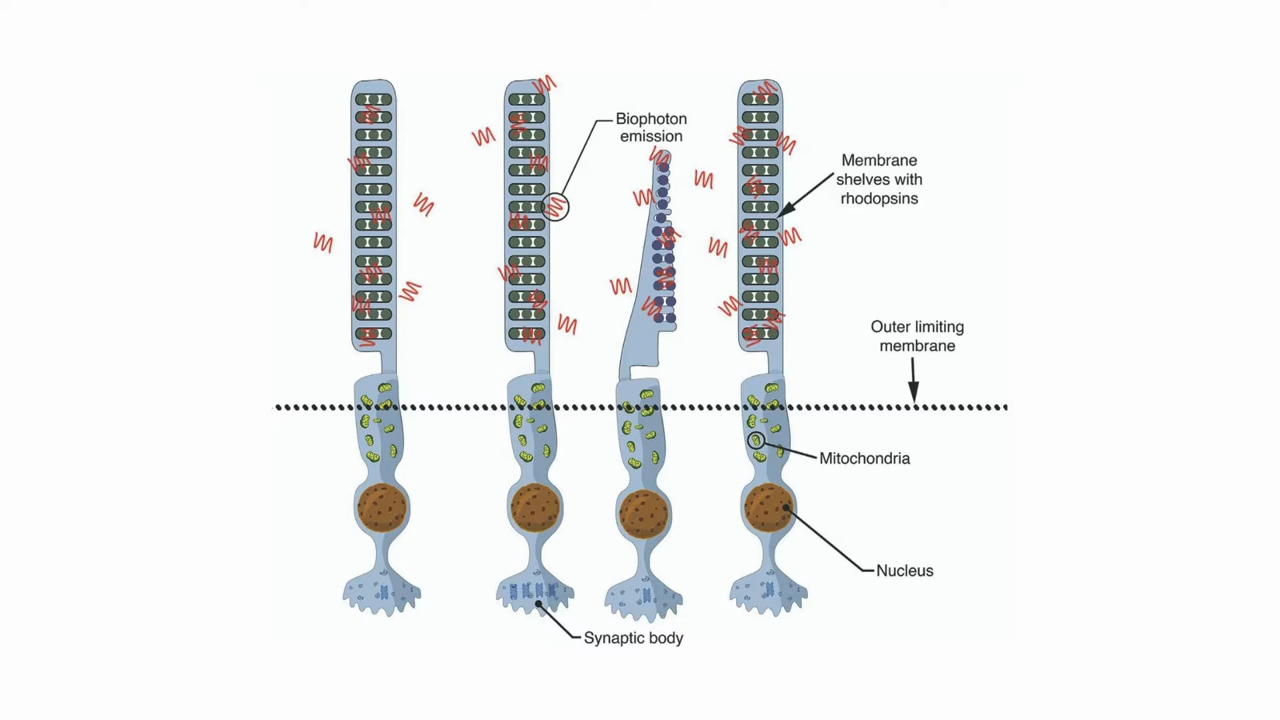 Biophoton
emission
Membrane
shelves with
rhodopsins
Outer limiting
membrane
Mitochondria
Nucleus
Synaptic body